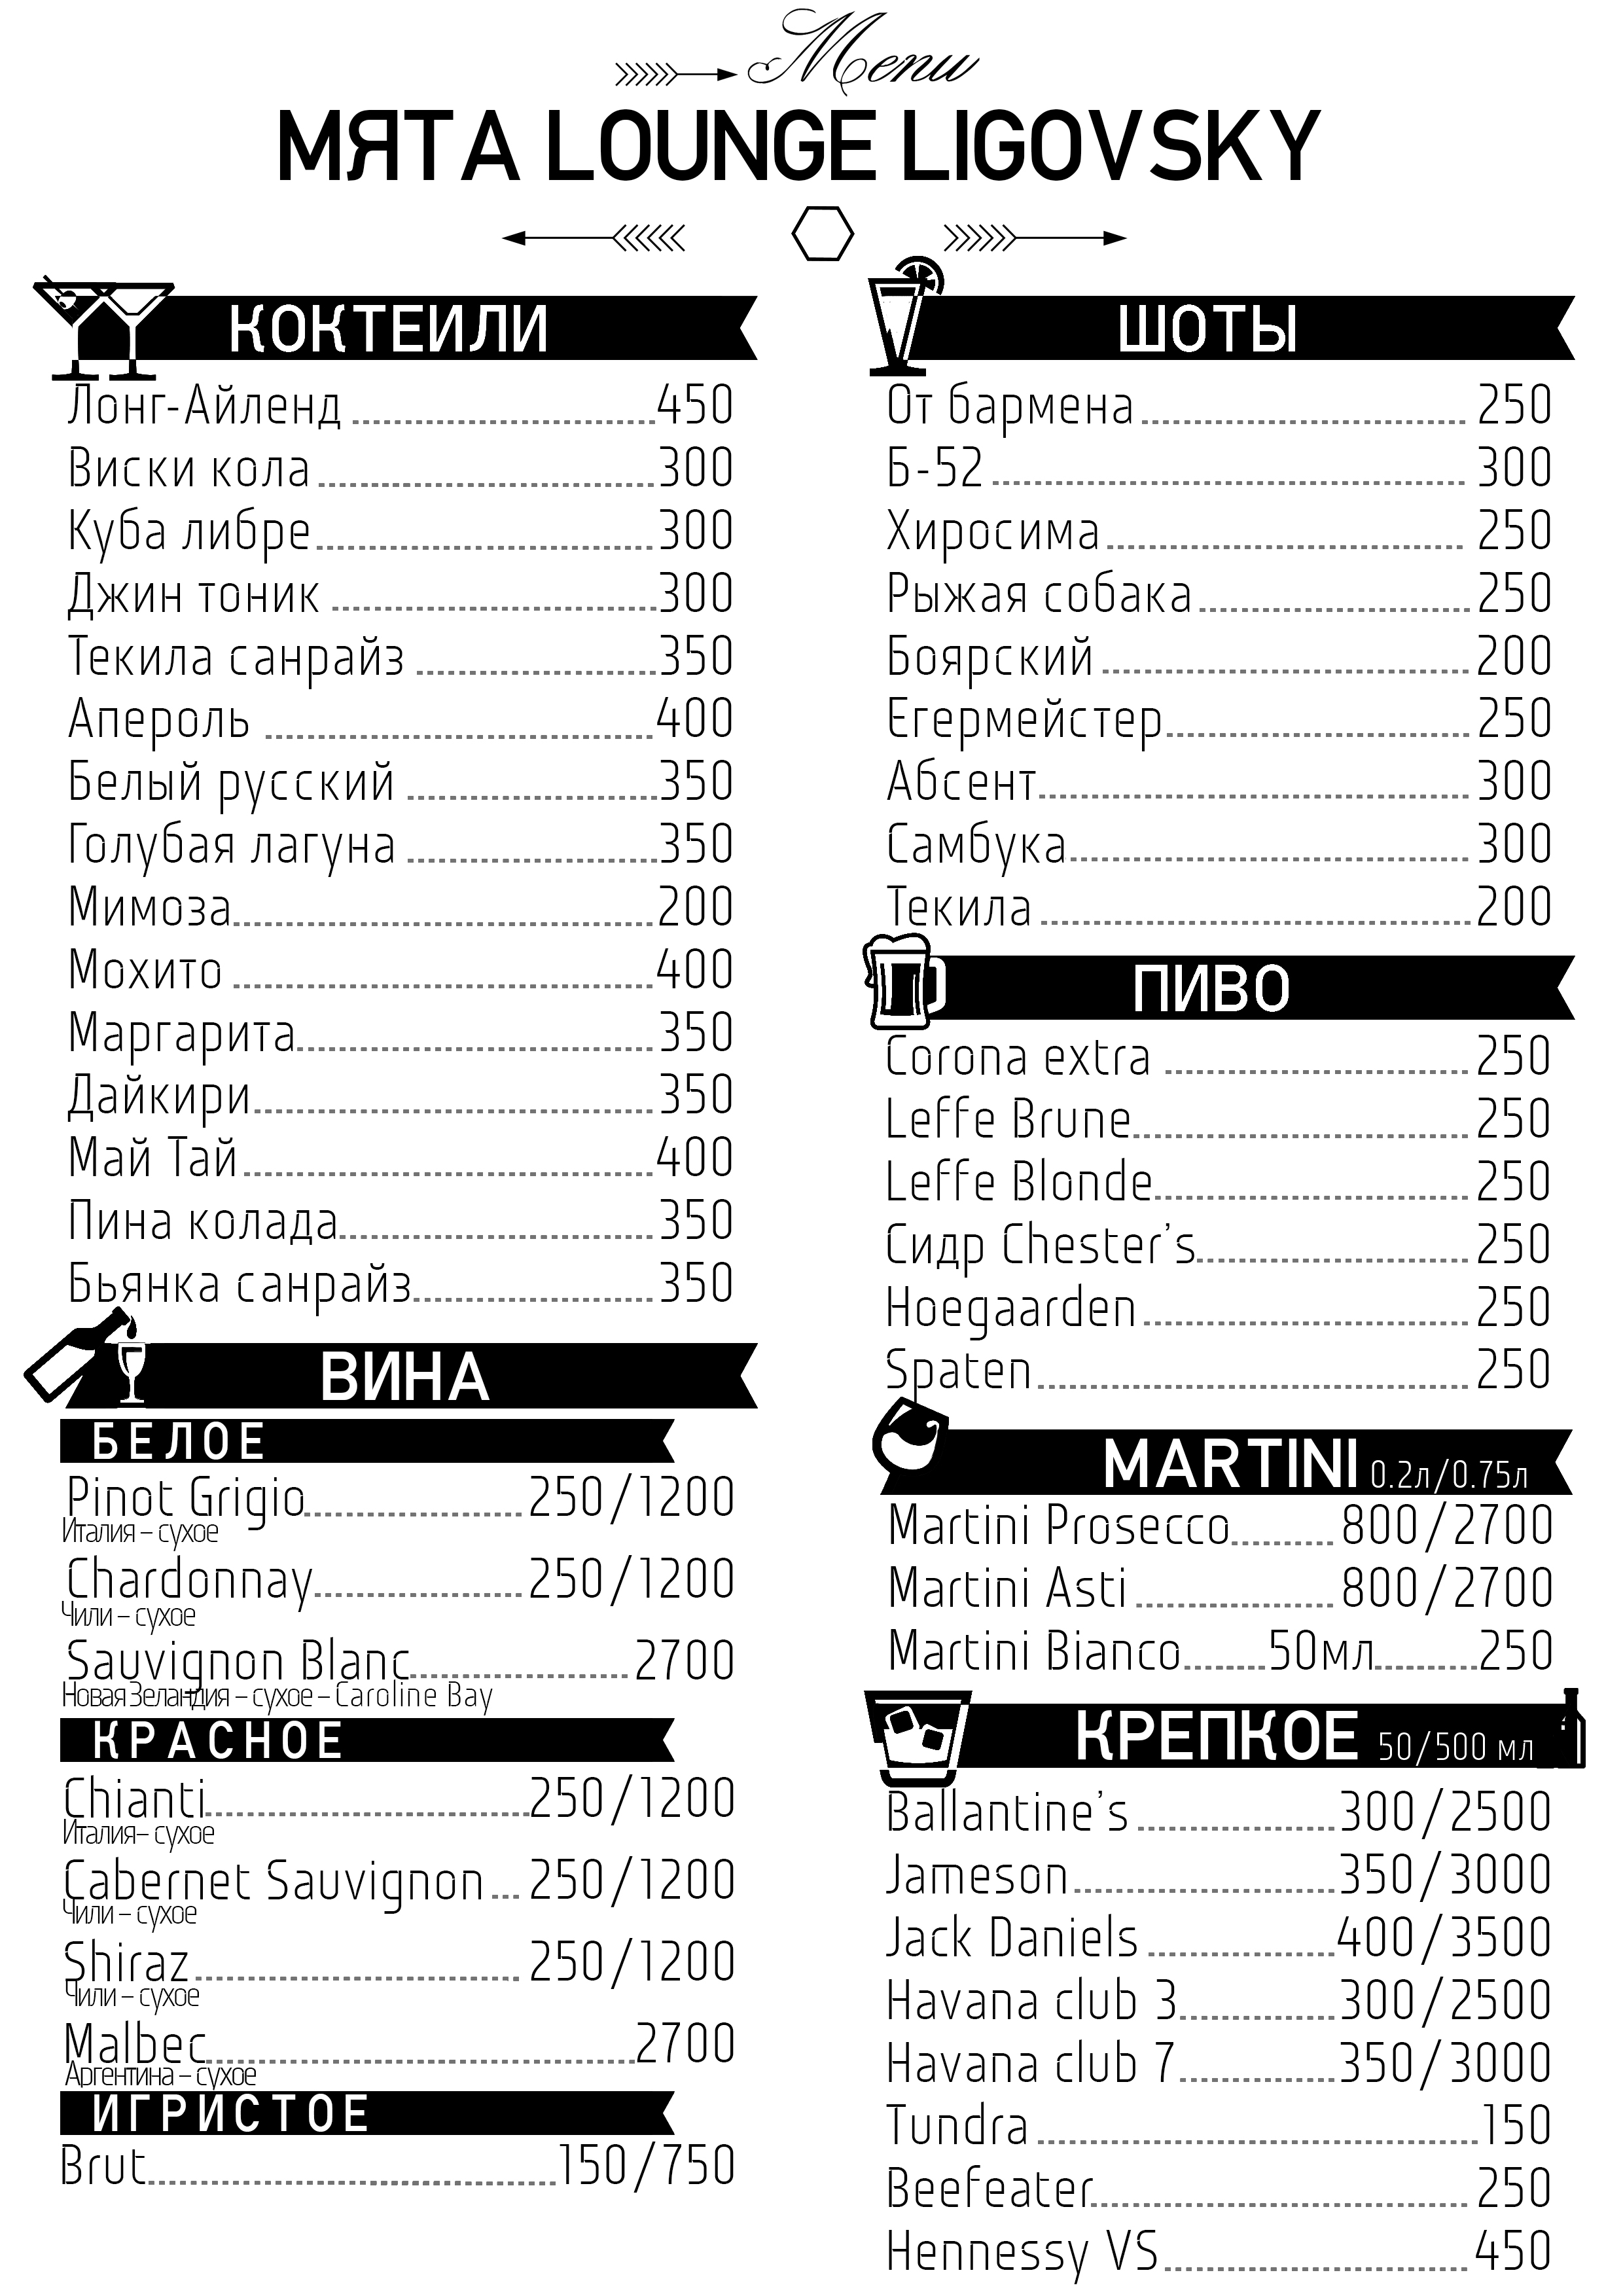 Menu
МЯТА LOUNGE LIGOVSKY
КОКТЕИЛИ
Лонг-Айленд 450
Виски кола 300
Куба либре 300
Джин тоник 300
Текила санрайз 350
Апероль 400
Белый русский 350
Голубая лагуна 350
Мимоза 200
Мохито 400
Маргарита 350
Дайкири 350
Май Тай 400
Пина колада 350
Бьянка санрайз 350
ВИНА
БЕЛОЕ
Pinot Grigio 250/1200
Италия – сухое
Chardonnay 250/1200
Чили – сухое
Sauvignon Blanc 2700
Новая Зеландия – сухое – Caroline Bay
КРАСНОЕ
Chianti 250/1200
Италия– сухое
Cabernet Sauvignon 250/1200
Чили – сухое
Shiraz 250/1200
Чили – сухое
Malbec 2700
Аргентина – сухое
ИГРИСТОЕ
Brut 150/750
ШОТЫ
От бармена 250
Б-52 300
Хиросима 250
Рыжая собака 250
Боярский 200
Егермейстер 250
Абсент 300
Самбука 300
Текила 200
ПИВО
Corona extra 250
Leffe Brune 250
Leffe Blonde 250
Сидр Chester’s 250
Hoegaarden 250
Spaten 250
MARTINI 0.2л/0.75л
Martini Prosecco 800/2700
Martini Asti 800/2700
Martini Bianco 50мл 250
КРЕПКОЕ 50/500 мл
Ballantine’s 300/2500
Jameson 350/3000
Jack Daniels 400/3500
Havana club 3 300/2500
Havana club 7 350/3000
Tundra 150
Beefeater 250
Hennessy VS 450